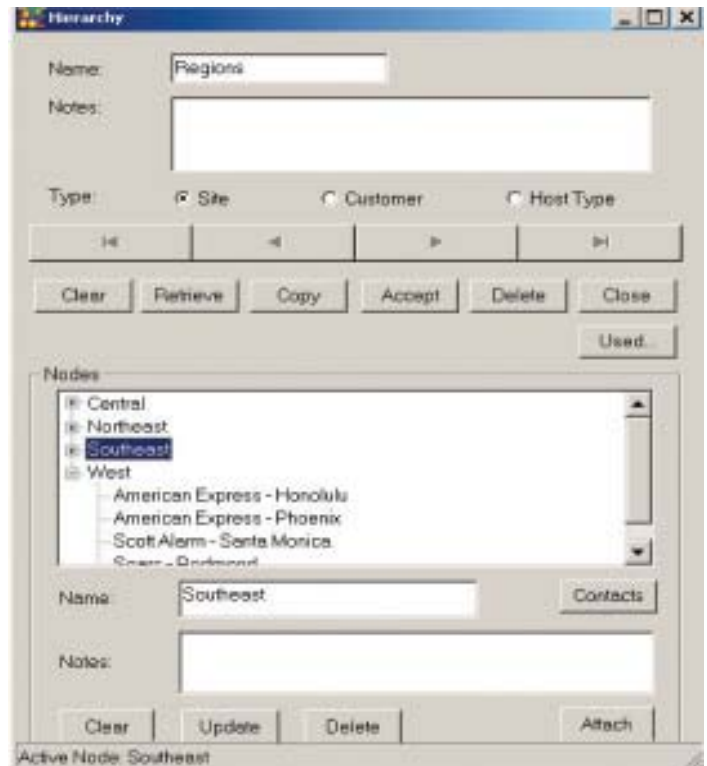 Hierarchy
Name: Regions
Notes:
Type: Site Customer Host Type
Clear Retrieve Copy Accept Delete Close
Used...
Nodes
Central
Northeast
Southeast
West
American Express - Honolulu
American Express - Phoenix
Scott Alarm - Santa Monica
Name: Southeast Contacts
Notes:
Clear Update Delete Attach
Active Node: Southeast